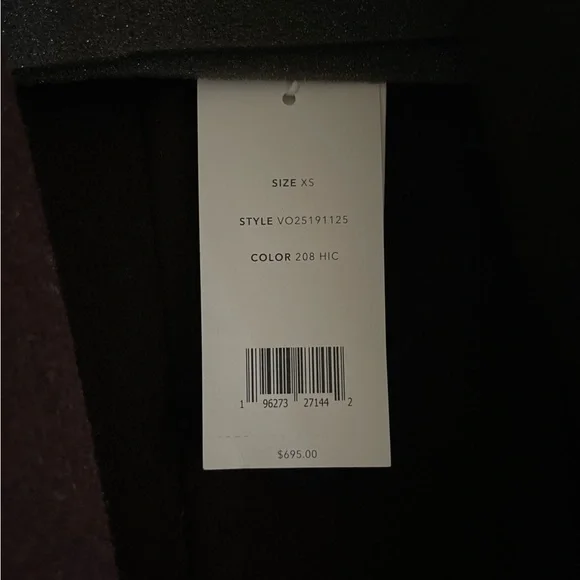 SIZE XS
STYLE VO25191125
COLOR 208 HIC
1 96273 27144 2
$695.00